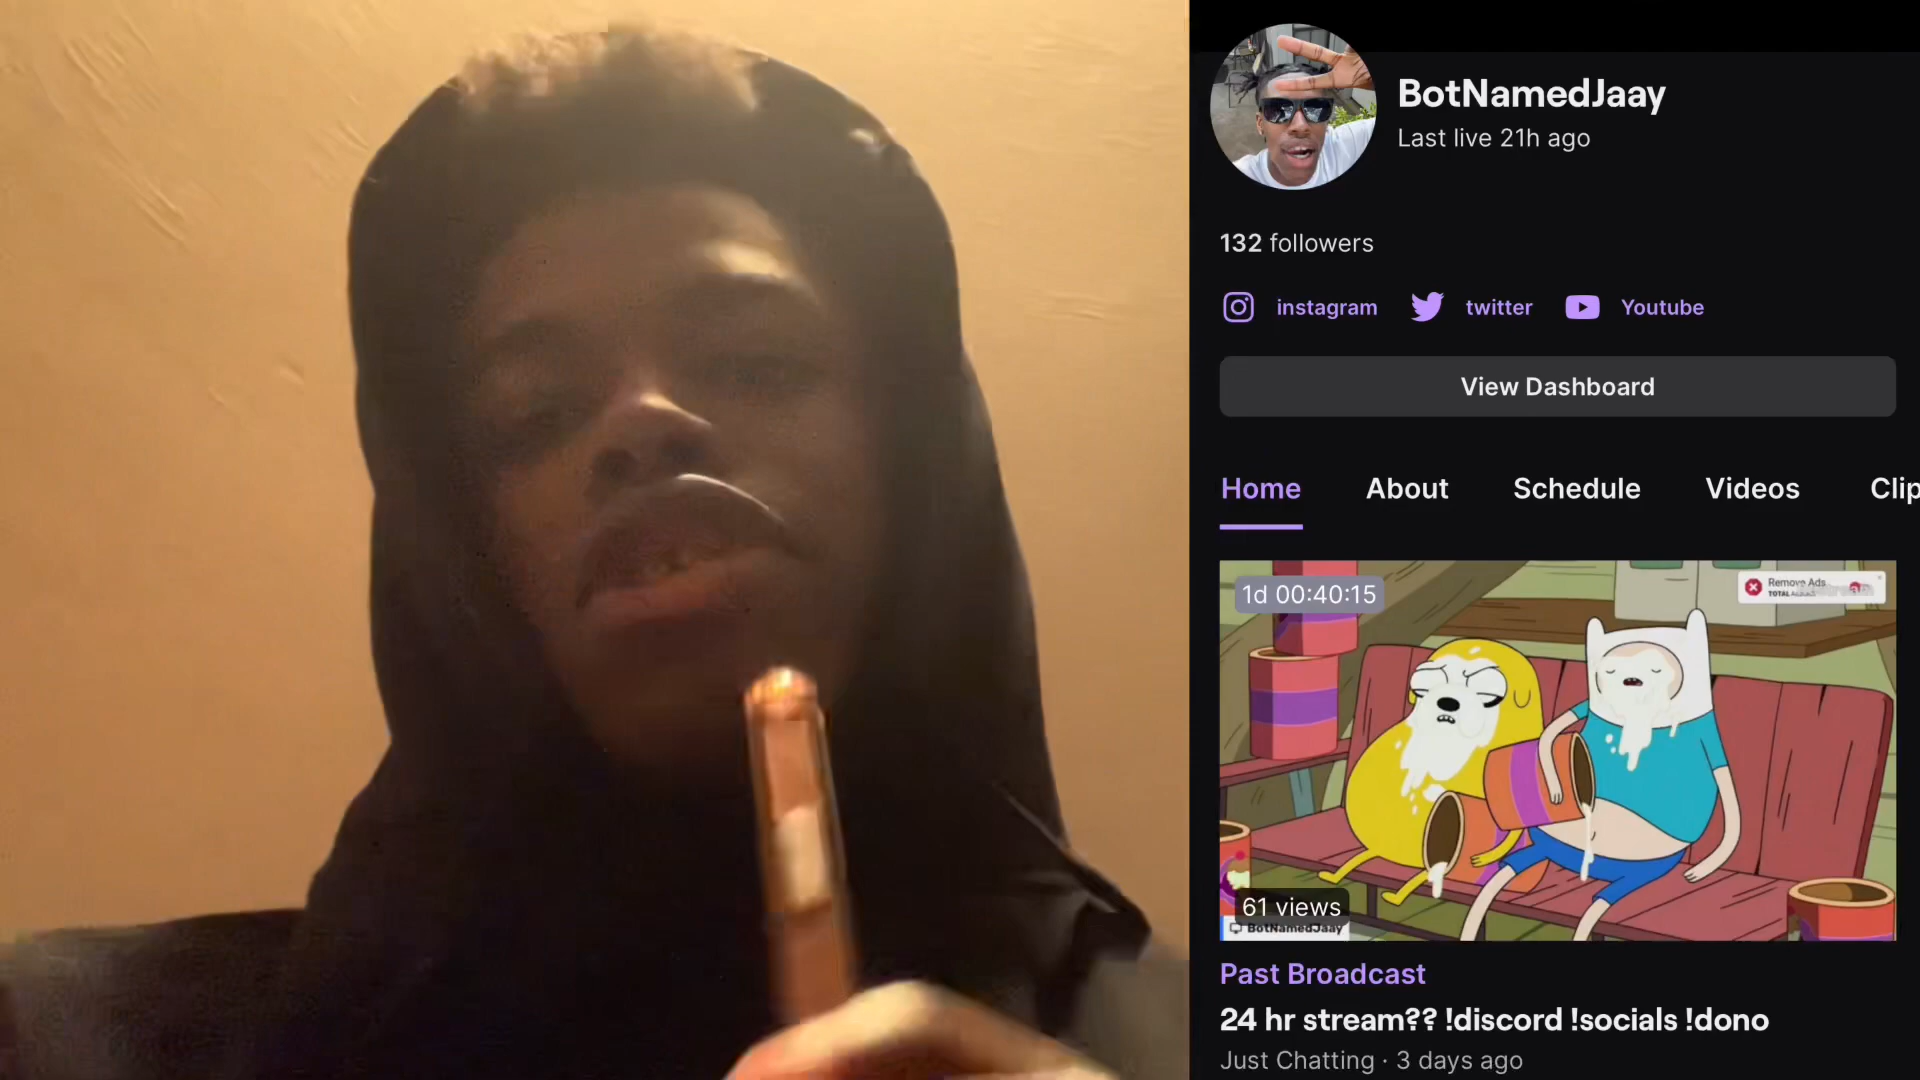 BotNamedJaay
Last live 21h ago
132 followers
instagram twitter Youtube
View Dashboard
Home About Schedule Videos Clip
1d 00:40:15
Remove Ads
TOTAL
61 views
BotNamedJaay
Past Broadcast
24 hr stream?? !discord !socials !dono
Just Chatting · 3 days ago